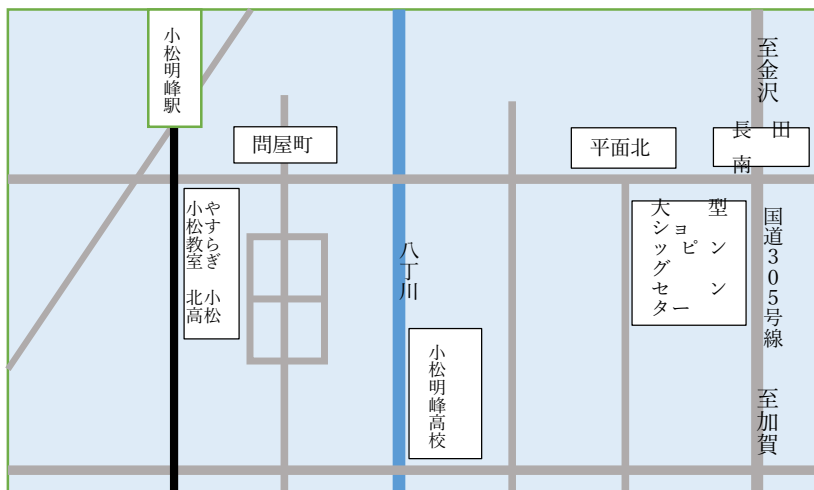 小松明峰駅
問屋町
平面北
至金沢
長田
南
やすらぎ 小松
小松教室 北高
八丁川
大型
ショ
ッピン
グ
セン
ター
国道305号線
小松明峰高校
至加賀